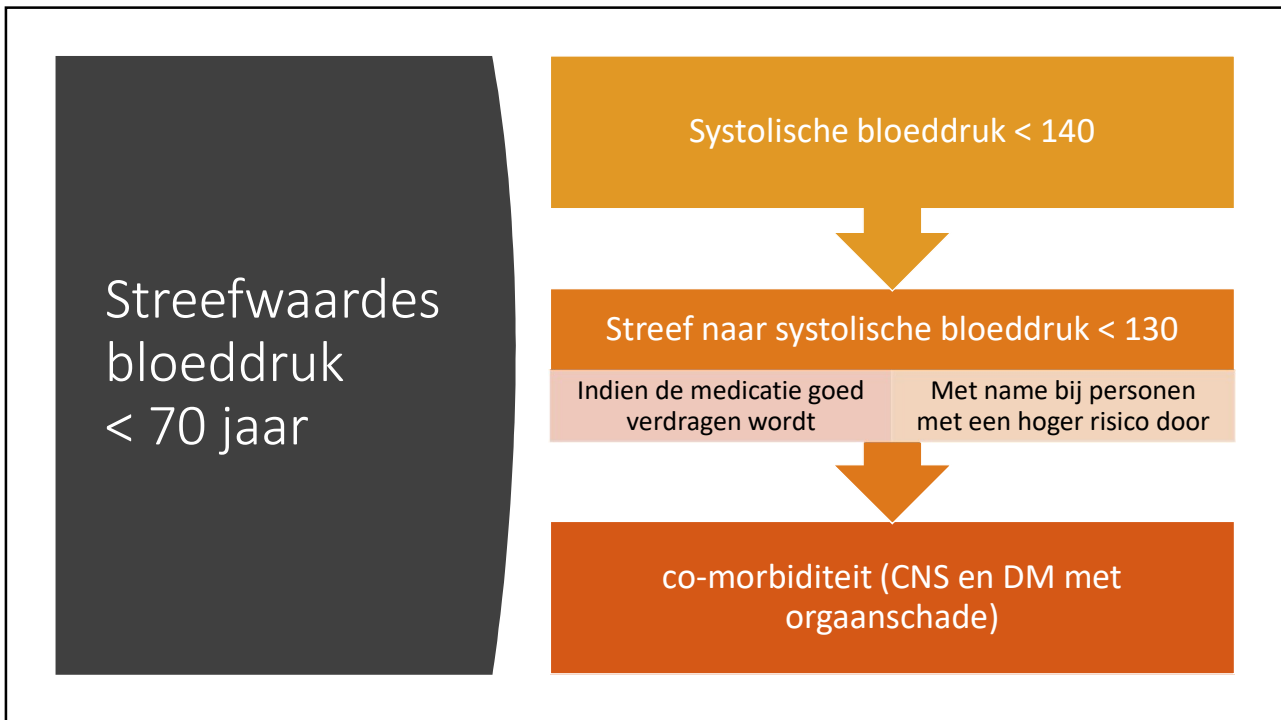 Streefwaardes
bloeddruk
< 70 jaar
Systolische bloeddruk < 140
Streef naar systolische bloeddruk < 130
Indien de medicatie goed
verdragen wordt
Met name bij personen
met een hoger risico door
co-morbiditeit (CNS en DM met
orgaanschade)